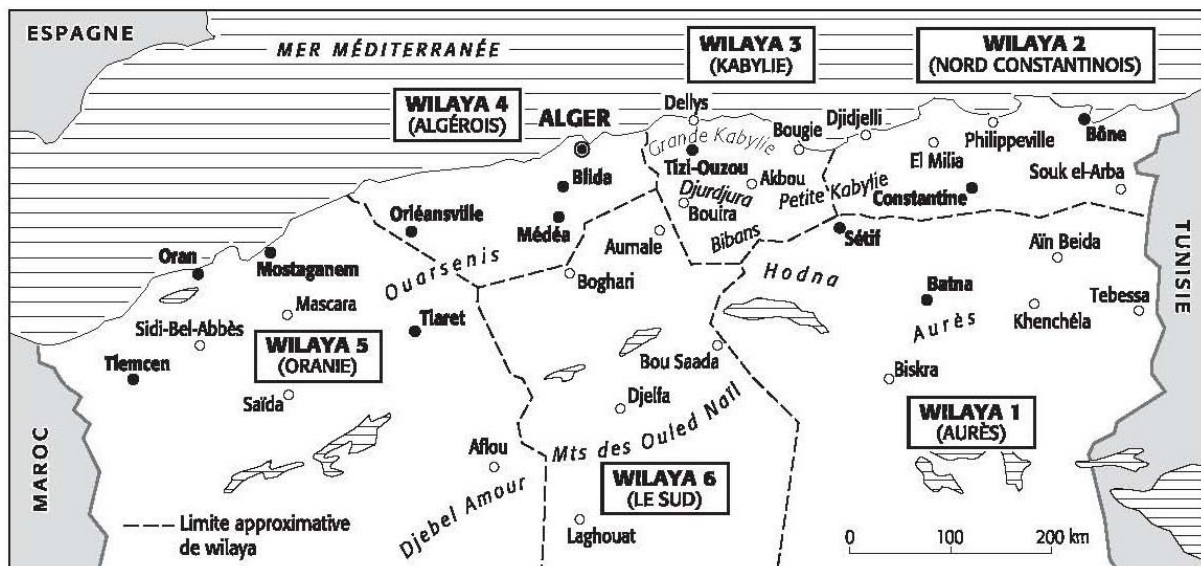 ESPAGNE
MER MÉDITERRANÉE
WILAYA 3
(KABYLIE)
WILAYA 2
(NORD CONSTANTINOIS)
WILAYA 4
(ALGÉROIS)
ALGER
Dellys
Grande Kabylie
Bougie
Djidjelli
Philippeville
Bône
Tizi-Ouzou
El Milia
Blida
Djurdjura
Akbou
Petite Kabylie
Constantine
Souk el-Arba
Orléansville
Médéa
Bouira
Aumale
Bibans
Sétif
Aïn Beida
TUNISIE
Oran
Mostaganem
Ouarsenis
Boghari
Hodna
Mascara
Batna
Khenchéla
Tebessa
Sidi-Bel-Abbès
Tiaret
Aurès
WILAYA 5
(ORANIE)
Bou Saada
Tlemcen
Biskra
Saïda
Djelfa
WILAYA 1
(AURÈS)
MAROC
Aflou
Mts des Ouled Naïl
WILAYA 6
(LE SUD)
Djebel Amour
Laghouat
Limite approximative
de wilaya
0 100 200 km